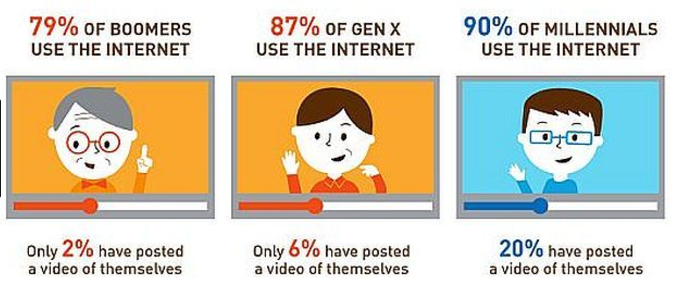 79% OF BOOMERS
USE THE INTERNET
87% OF GEN X
USE THE INTERNET
90% OF MILLENNIALS
USE THE INTERNET
Only 2% have posted
a video of themselves
Only 6% have posted
a video of themselves
20% have posted
a video of themselves